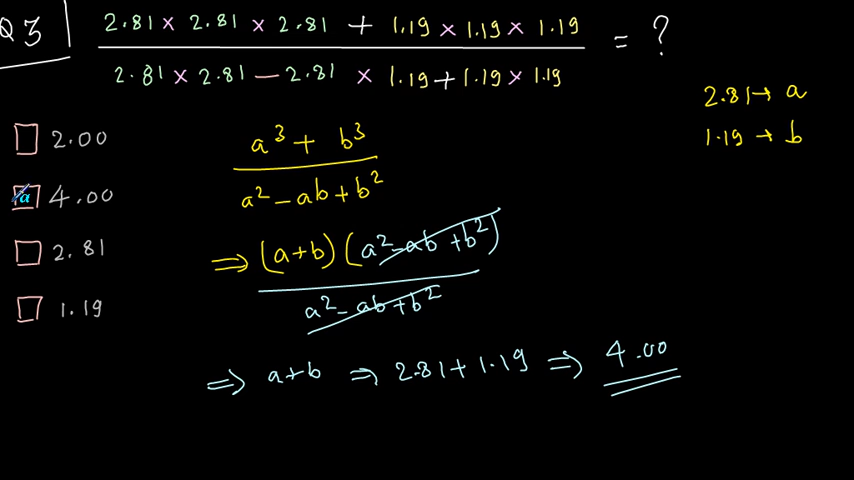 Q3
2.81 × 2.81 × 2.81 + 1.19 × 1.19 × 1.19
2.81 × 2.81 − 2.81 × 1.19 + 1.19 × 1.19
= ?
2.81 → a
1.19 → b
2.00
a 4.00
2.81
1.19
a³ + b³
a² − ab + b²
⇒ (a+b) (a² − ab + b²)
a² − ab + b²
⇒ a+b ⇒ 2.81 + 1.19 ⇒ 4.00